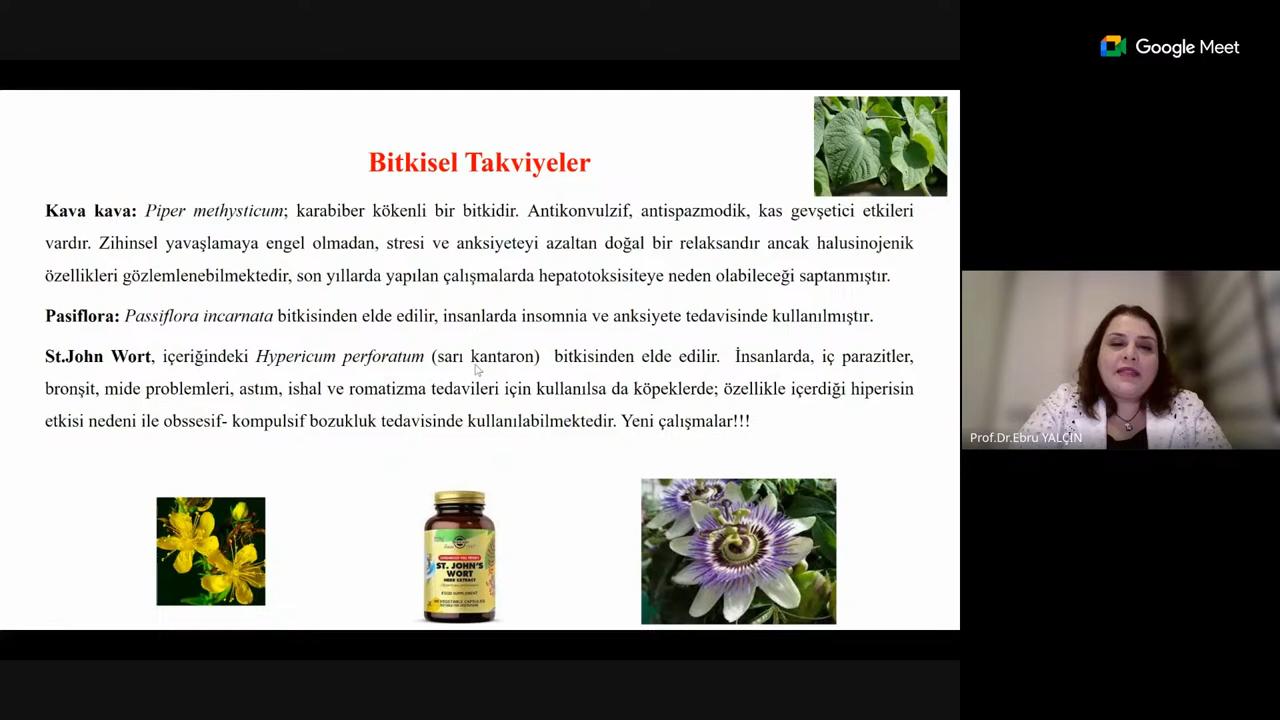 Google Meet
Bitkisel Takviyeler
Kava kava: Piper methysticum; karabiber kökenli bir bitkidir. Antikonvulzif, antispazmodik, kas gevşetici etkileri
vardır. Zihinsel yavaşlamaya engel olmadan, stresi ve anksiyeteyi azaltan doğal bir relaksandır ancak halusinojenik
özellikleri gözlemlenebilmektedir, son yıllarda yapılan çalışmalarda hepatotoksisiteye neden olabileceği saptanmıştır.
Pasiflora: Passiflora incarnata bitkisinden elde edilir, insanlarda insomnia ve anksiyete tedavisinde kullanılmıştır.
St.John Wort, içeriğindeki Hypericum perforatum (sarı kantaron) bitkisinden elde edilir. İnsanlarda, iç parazitler,
bronşit, mide problemleri, astım, ishal ve romatizma tedavileri için kullanılsa da köpeklerde; özellikle içerdiği hiperisin
etkisi nedeni ile obssesif- kompulsif bozukluk tedavisinde kullanılabilmektedir. Yeni çalışmalar!!!
Prof.Dr.Ebru YALÇIN
ST. JOHN'S
WORT
HERB EXTRACT
FOOD SUPPLEMENT